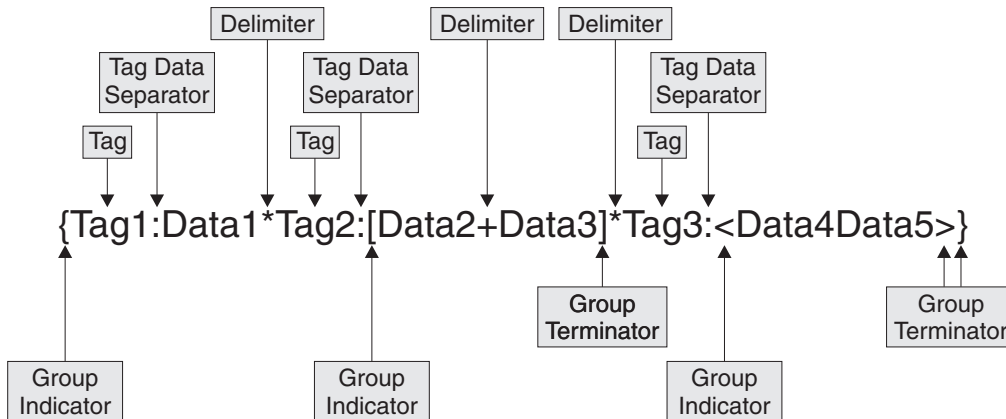 Delimiter
Delimiter
Delimiter
Tag Data
Separator
Tag Data
Separator
Tag Data
Separator
Tag
Tag
Tag
{Tag1:Data1*Tag2:[Data2+Data3]*Tag3:<Data4Data5>}
Group
Terminator
Group
Terminator
Group
Indicator
Group
Indicator
Group
Indicator